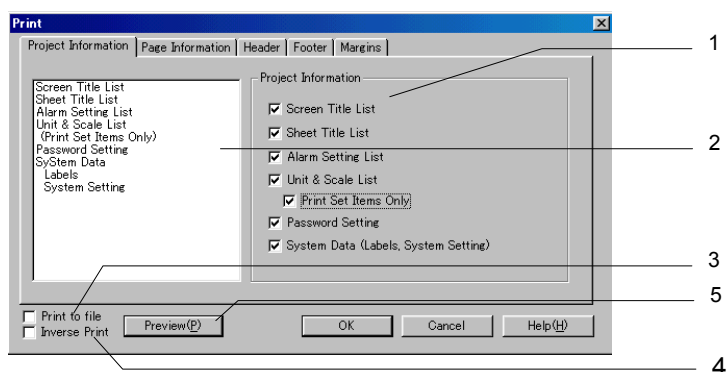 Print
Project Information Page Information Header Footer Margins
Screen Title List
Sheet Title List
Alarm Setting List
Unit & Scale List
(Print Set Items Only)
Password Setting
SyStem Data
Labels
System Setting
Project Information
Screen Title List
Sheet Title List
Alarm Setting List
Unit & Scale List
Print Set Items Only
Password Setting
System Data (Labels, System Setting)
Print to file
Inverse Print
Preview(P)
OK
Cancel
Help(H)
1
2
3
5
4